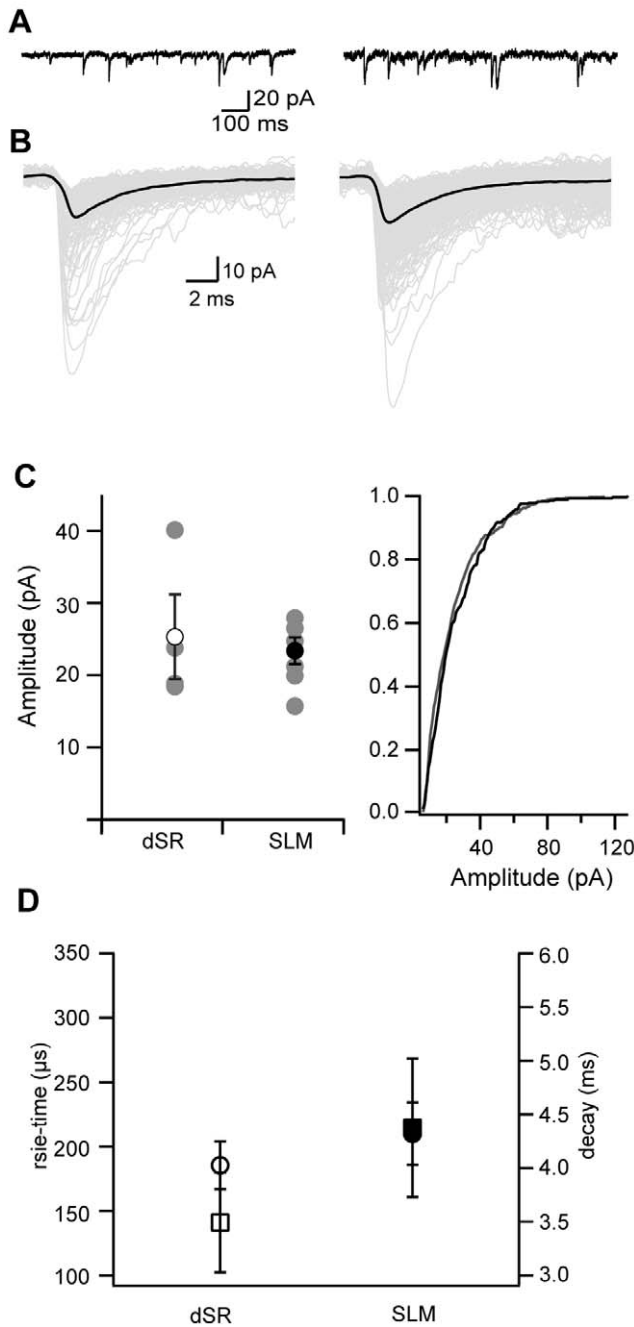 A
20 pA
100 ms
B
10 pA
2 ms
C
Amplitude (pA)
40
30
20
10
dSR
SLM
1.0
0.8
0.6
0.4
0.2
0.0
40
80
120
Amplitude (pA)
D
rsie-time (µs)
350
300
250
200
150
100
dSR
SLM
6.0
5.5
5.0
4.5
4.0
3.5
3.0
decay (ms)